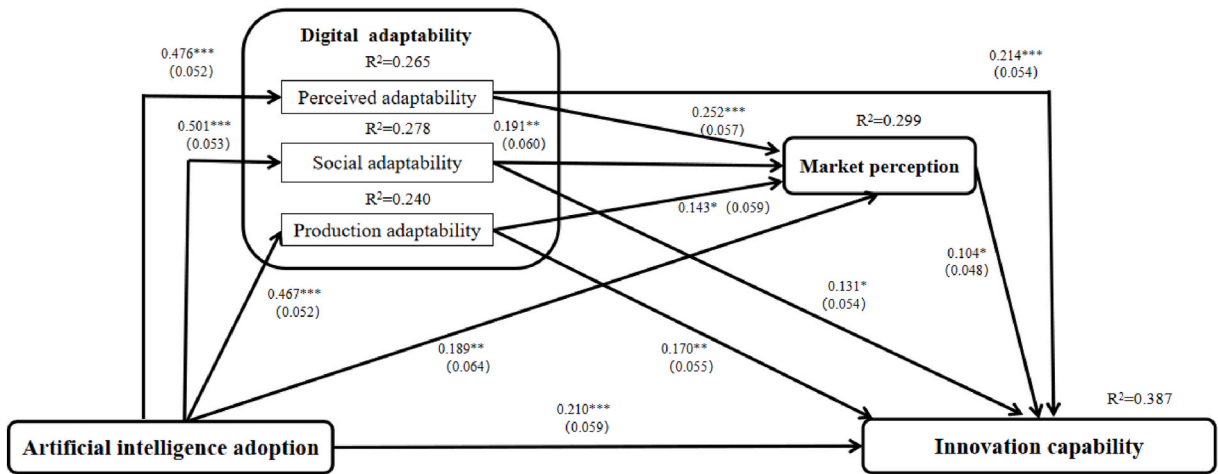 Digital adaptability
0.476***
(0.052)
R²=0.265
0.214***
(0.054)
Perceived adaptability
0.252***
(0.057)
0.501***
(0.053)
R²=0.278
0.191**
(0.060)
R²=0.299
Social adaptability
Market perception
R²=0.240
0.143* (0.059)
Production adaptability
0.104*
(0.048)
0.467***
(0.052)
0.131*
(0.054)
0.189**
(0.064)
0.170**
(0.055)
R²=0.387
0.210***
(0.059)
Artificial intelligence adoption
Innovation capability